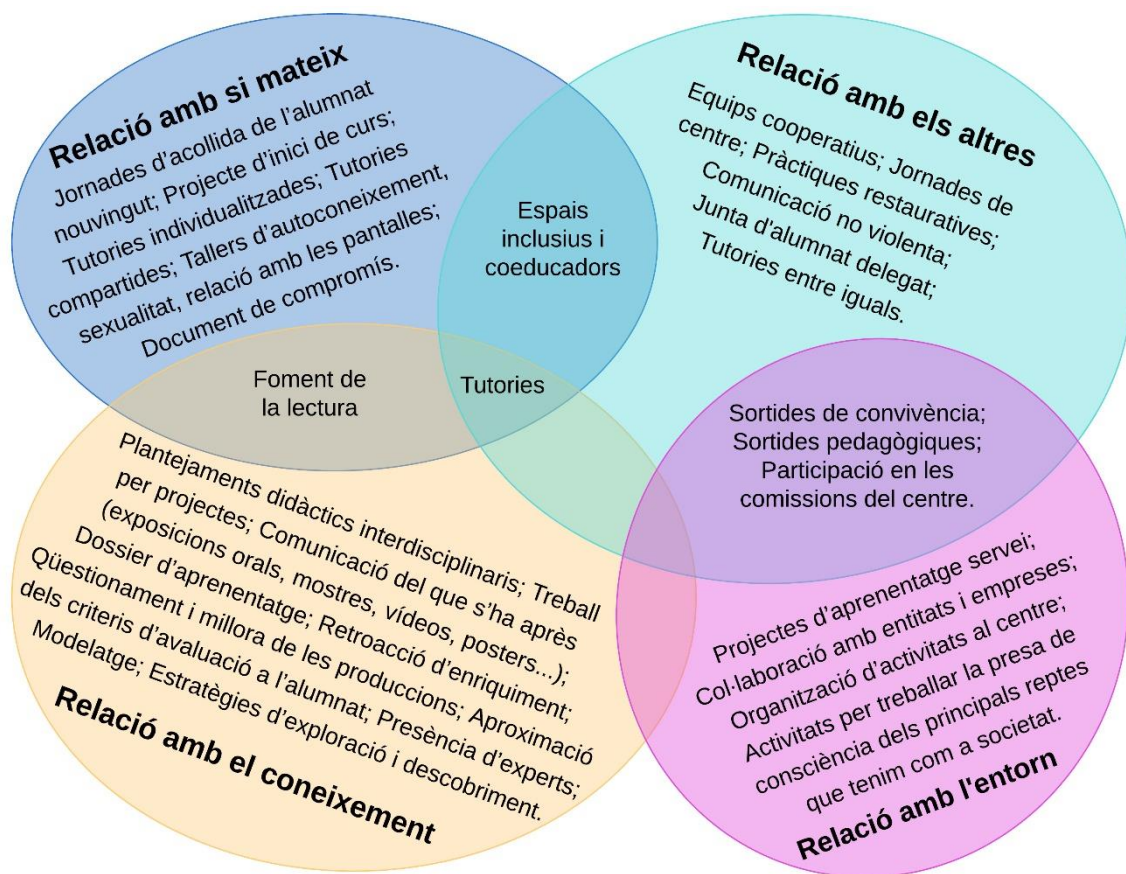 Relació amb si mateix
Jornades d'acollida de l'alumnat
nouvingut; Projecte d'inici de curs;
Tutories individualitzades; Tutories
compartides; Tallers d'autoconeixement,
sexualitat, relació amb les pantalles;
Document de compromís.
Espais
inclusius i
coeducadors
Relació amb els altres
Equips cooperatius; Jornades de
centre; Pràctiques restauratives;
Comunicació no violenta;
Junta d'alumnat delegat;
Tutories entre iguals.
Foment de
la lectura
Tutories
Sortides de convivència;
Sortides pedagògiques;
Participació en les
comissions del centre.
Plantejaments didàctics interdisciplinaris; Treball
per projectes; Comunicació del que s'ha après
(exposicions orals, mostres, vídeos, posters...);
Dossier d'aprenentatge; Retroacció d'enriquiment;
Qüestionament i millora de les produccions; Aproximació
dels criteris d'avaluació a l'alumnat; Presència d'experts;
Modelatge; Estratègies d'exploració i descobriment.
Relació amb el coneixement
Projectes d'aprenentatge servei;
Col·laboració amb entitats i empreses;
Organització d'activitats al centre;
Activitats per treballar la presa de
consciència dels principals reptes
que tenim com a societat.
Relació amb l'entorn